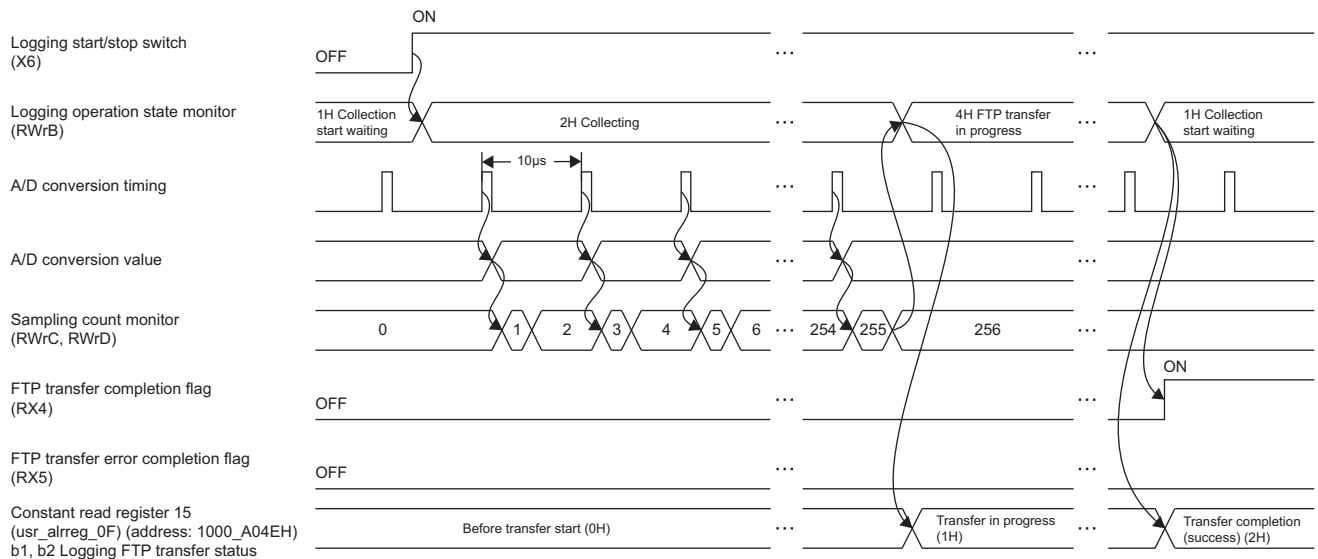 ON
Logging start/stop switch
(X6)
OFF
...
...
Logging operation state monitor
(RWrB)
1H Collection
start waiting
2H Collecting
...
4H FTP transfer
in progress
...
1H Collection
start waiting
10μs
A/D conversion timing
...
...
A/D conversion value
...
...
Sampling count monitor
(RWrC, RWrD)
0
1
2
3
4
5
6
...
254
255
256
...
FTP transfer completion flag
(RX4)
OFF
...
...
ON
FTP transfer error completion flag
(RX5)
OFF
...
...
Constant read register 15
(usr_alrreg_0F) (address: 1000_A04EH)
b1, b2 Logging FTP transfer status
Before transfer start (0H)
...
Transfer in progress
(1H)
...
Transfer completion
(success) (2H)